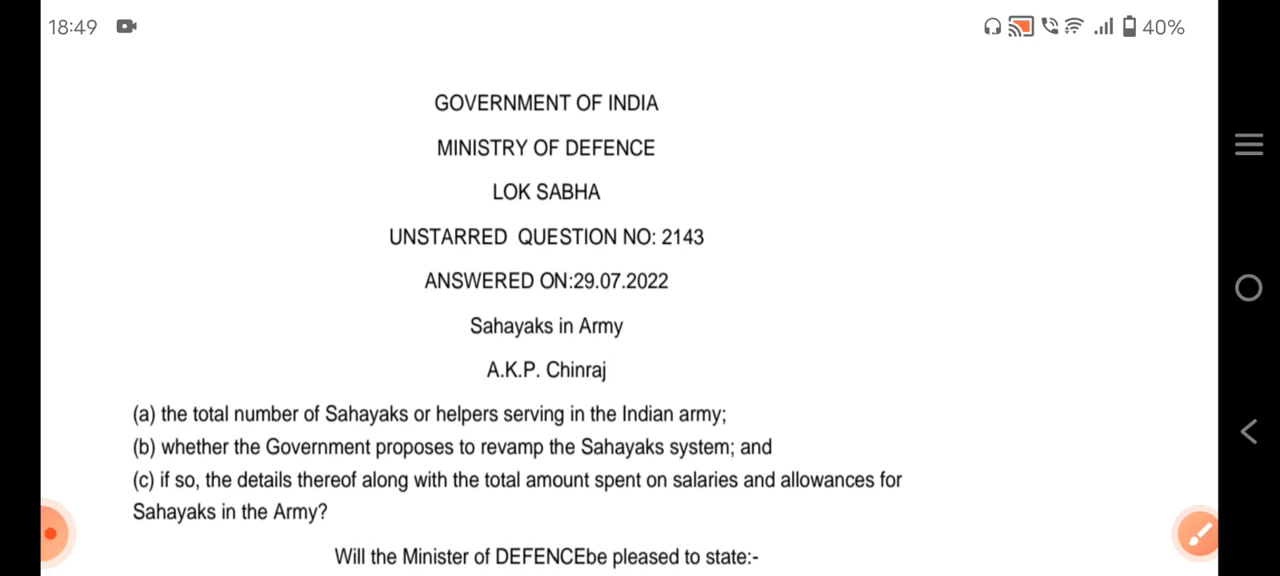 18:49
40%
GOVERNMENT OF INDIA
MINISTRY OF DEFENCE
LOK SABHA
UNSTARRED QUESTION NO: 2143
ANSWERED ON:29.07.2022
Sahayaks in Army
A.K.P. Chinraj
(a) the total number of Sahayaks or helpers serving in the Indian army;
(b) whether the Government proposes to revamp the Sahayaks system; and
(c) if so, the details thereof along with the total amount spent on salaries and allowances for
Sahayaks in the Army?
Will the Minister of DEFENCEbe pleased to state:-